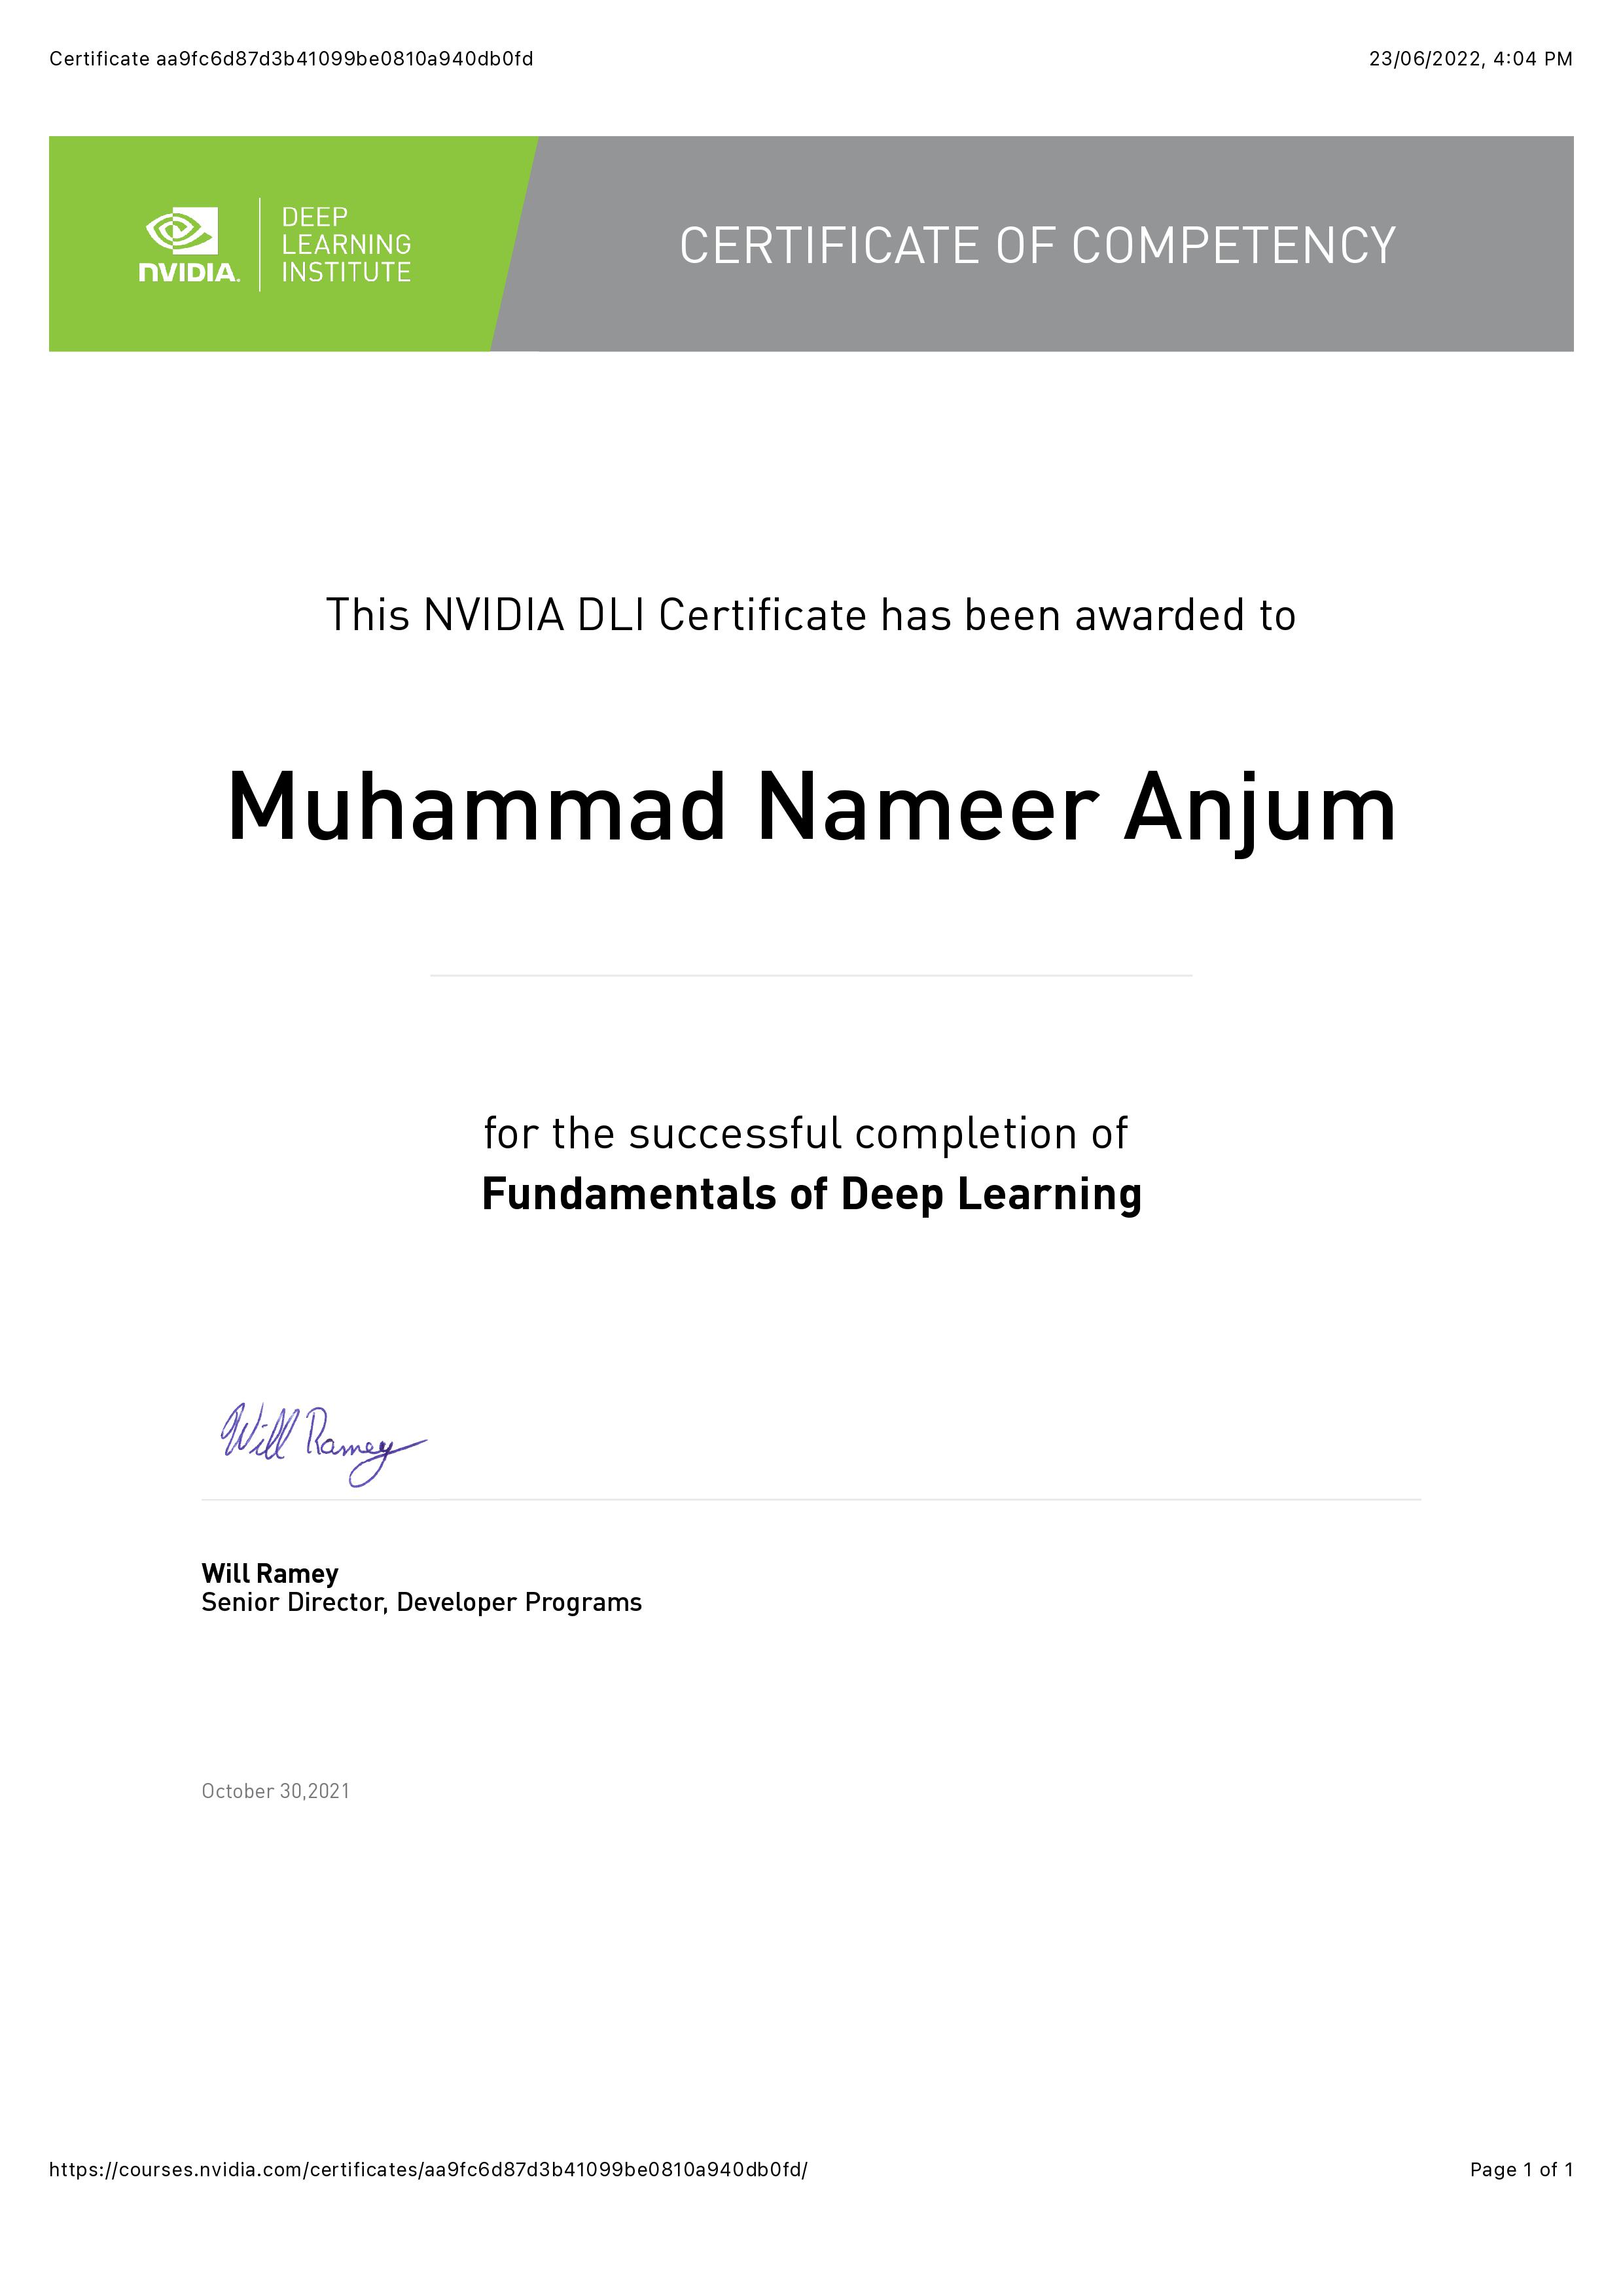 Certificate aa9fc6d87d3b41099be0810a940db0fd
23/06/2022, 4:04 PM
NVIDIA.
DEEP
LEARNING
INSTITUTE
CERTIFICATE OF COMPETENCY
This NVIDIA DLI Certificate has been awarded to
Muhammad Nameer Anjum
for the successful completion of
Fundamentals of Deep Learning
Will Ramey
Will Ramey
Senior Director, Developer Programs
October 30,2021
https://courses.nvidia.com/certificates/aa9fc6d87d3b41099be0810a940db0fd/
Page 1 of 1